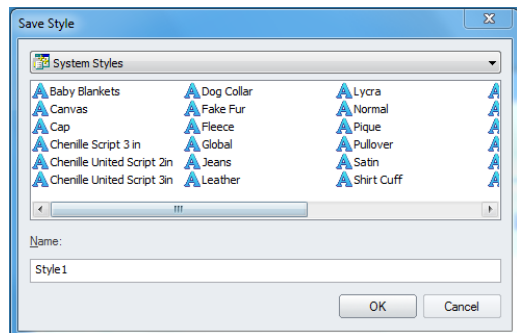 Save Style
System Styles
Baby Blankets Dog Collar Lycra
Canvas Fake Fur Normal
Cap Fleece Pique
Chenille Script 3 in Global Pullover
Chenille United Script 2in Jeans Satin
Chenille United Script 3in Leather Shirt Cuff
Name:
Style1
OK Cancel